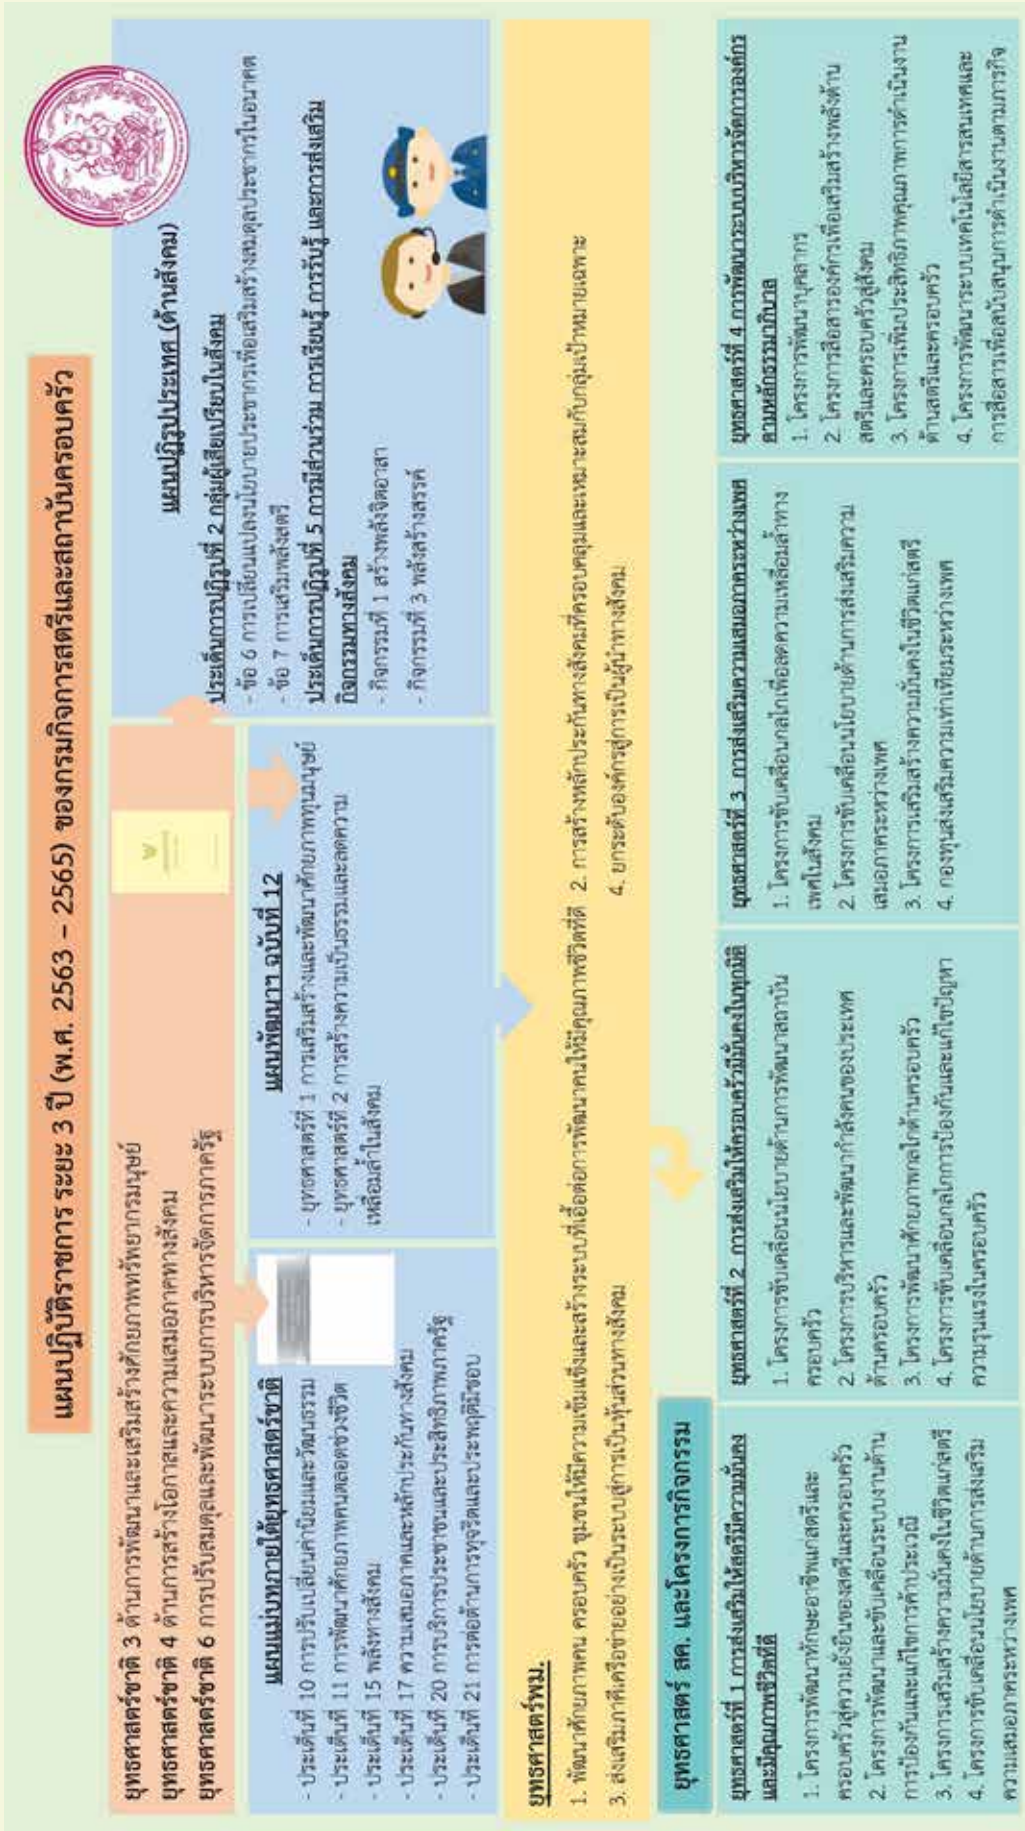 แผนปฏิบัติราชการ ระยะ 3 ปี (พ.ศ. 2563 – 2565) ของกรมกิจการสตรีและสถาบันครอบครัว
ยุทธศาสตร์ชาติ 3 ด้านการพัฒนาและเสริมสร้างศักยภาพทรัพยากรมนุษย์
ยุทธศาสตร์ชาติ 4 ด้านการสร้างโอกาสและความเสมอภาคทางสังคม
ยุทธศาสตร์ชาติ 6 การปรับสมดุลและพัฒนาระบบการบริหารจัดการภาครัฐ
แผนแม่บทภายใต้ยุทธศาสตร์ชาติ
- ประเด็นที่ 10 การปรับเปลี่ยนค่านิยมและวัฒนธรรม
- ประเด็นที่ 11 การพัฒนาศักยภาพคนตลอดช่วงชีวิต
- ประเด็นที่ 15 พลังทางสังคม
- ประเด็นที่ 17 ความเสมอภาคและหลักประกันทางสังคม
- ประเด็นที่ 20 การบริการประชาชนและประสิทธิภาพภาครัฐ
- ประเด็นที่ 21 การต่อต้านการทุจริตและประพฤติมิชอบ
แผนพัฒนาฯ ฉบับที่ 12
- ยุทธศาสตร์ที่ 1 การเสริมสร้างและพัฒนาศักยภาพทุนมนุษย์
- ยุทธศาสตร์ที่ 2 การสร้างความเป็นธรรมและลดความ
เหลื่อมล้ำในสังคม
แผนปฏิรูปประเทศ (ด้านสังคม)
ประเด็นการปฏิรูปที่ 2 กลุ่มผู้เสียเปรียบในสังคม
- ข้อ 6 การเปลี่ยนแปลงนโยบายประชากรเพื่อเสริมสร้างสมดุลประชากรในอนาคต
- ข้อ 7 การเสริมพลังสตรี
ประเด็นการปฏิรูปที่ 5 การมีส่วนร่วม การเรียนรู้ การรับรู้ และการส่งเสริม
กิจกรรมทางสังคม
- กิจกรรมที่ 1 สร้างพลังจิตอาสา
- กิจกรรมที่ 3 พลังสร้างสรรค์
ยุทธศาสตร์พม.
1. พัฒนาศักยภาพคน ครอบครัว ชุมชนให้มีความเข้มแข็งและสร้างระบบที่เอื้อต่อการพัฒนาคนให้มีคุณภาพชีวิตที่ดี 2. การสร้างหลักประกันทางสังคมที่ครอบคลุมและเหมาะสมกับกลุ่มเป้าหมายเฉพาะ
3. ส่งเสริมภาคีเครือข่ายอย่างเป็นระบบสู่การเป็นหุ้นส่วนทางสังคม 4. ยกระดับองค์กรสู่การเป็นผู้นำทางสังคม
ยุทธศาสตร์ สค. และโครงการกิจกรรม
ยุทธศาสตร์ที่ 1 การส่งเสริมให้สตรีมีความมั่นคง
และมีคุณภาพชีวิตที่ดี
1. โครงการพัฒนาทักษะอาชีพแก่สตรีและ
ครอบครัวสู่ความยั่งยืนของสตรีและครอบครัว
2. โครงการพัฒนาและขับเคลื่อนระบบงานด้าน
การป้องกันและแก้ไขการค้าประเวณี
3. โครงการเสริมสร้างความมั่นคงในชีวิตแก่สตรี
4. โครงการขับเคลื่อนนโยบายด้านการส่งเสริม
ความเสมอภาคระหว่างเพศ
ยุทธศาสตร์ที่ 2 การส่งเสริมให้ครอบครัวมีมั่นคงในทุกมิติ
1. โครงการขับเคลื่อนนโยบายด้านการพัฒนาสถาบัน
ครอบครัว
2. โครงการบริหารและพัฒนากำลังคนของประเทศ
ด้านครอบครัว
3. โครงการพัฒนาศักยภาพกลไกด้านครอบครัว
4. โครงการขับเคลื่อนกลไกการป้องกันและแก้ไขปัญหา
ความรุนแรงในครอบครัว
ยุทธศาสตร์ที่ 3 การส่งเสริมความเสมอภาคระหว่างเพศ
1. โครงการขับเคลื่อนกลไกเพื่อลดความเหลื่อมล้ำทาง
เพศในสังคม
2. โครงการขับเคลื่อนนโยบายด้านการส่งเสริมความ
เสมอภาคระหว่างเพศ
3. โครงการเสริมสร้างความมั่นคงในชีวิตแก่สตรี
4. กองทุนส่งเสริมความเท่าเทียมระหว่างเพศ
ยุทธศาสตร์ที่ 4 การพัฒนาระบบบริหารจัดการองค์กร
ตามหลักธรรมาภิบาล
1. โครงการพัฒนาบุคลากร
2. โครงการสื่อสารองค์กรเพื่อเสริมสร้างพลังด้าน
สตรีและครอบครัวสู่สังคม
3. โครงการเพิ่มประสิทธิภาพคุณภาพการดำเนินงาน
ด้านสตรีและครอบครัว
4. โครงการพัฒนาระบบเทคโนโลยีสารสนเทศและ
การสื่อสารเพื่อสนับสนุนการดำเนินงานตามภารกิจ